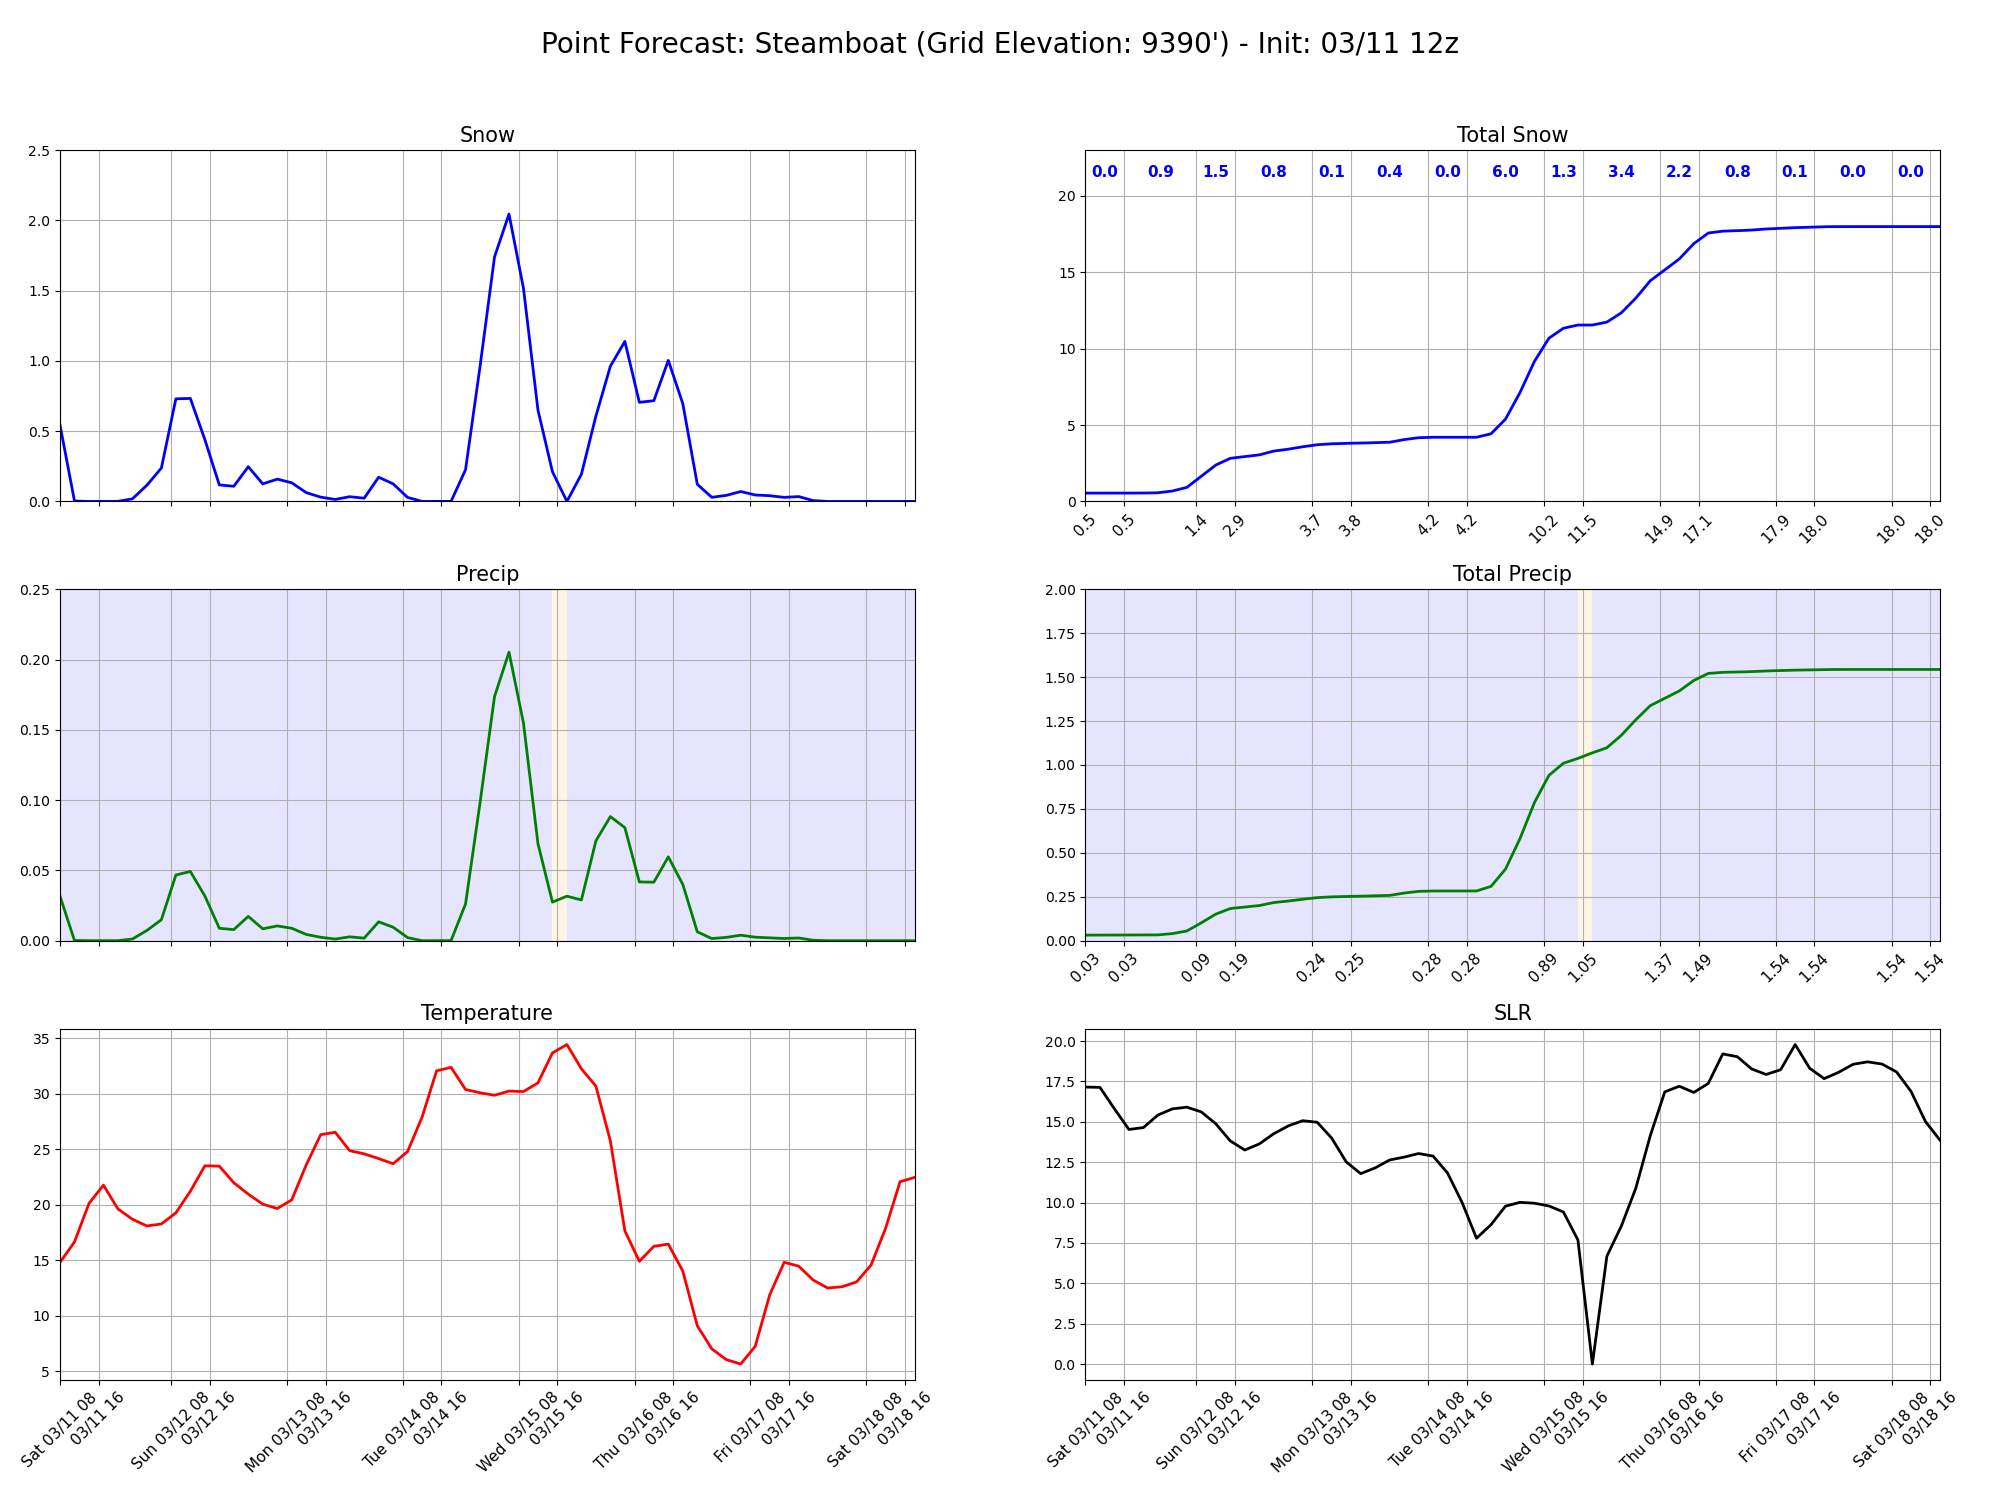 Point Forecast: Steamboat (Grid Elevation: 9390') - Init: 03/11 12z
Snow
2.5
2.0
1.5
1.0
0.5
0.0
Total Snow
0.0 0.9 1.5 0.8 0.1 0.4 0.0 6.0 1.3 3.4 2.2 0.8 0.1 0.0 0.0
20
15
10
5
0
0.5 0.5 1.4 2.9 3.7 3.8 4.2 4.2 10.2 11.5 14.9 17.1 17.9 18.0 18.0 18.0
Precip
0.25
0.20
0.15
0.10
0.05
0.00
Total Precip
2.00
1.75
1.50
1.25
1.00
0.75
0.50
0.25
0.00
0.03 0.03 0.09 0.19 0.24 0.25 0.28 0.28 0.89 1.05 1.37 1.49 1.54 1.54 1.54 1.54
Temperature
35
30
25
20
15
10
5
Sat 03/11 08
03/11 16
Sun 03/12 08
03/12 16
Mon 03/13 08
03/13 16
Tue 03/14 08
03/14 16
Wed 03/15 08
03/15 16
Thu 03/16 08
03/16 16
Fri 03/17 08
03/17 16
Sat 03/18 08
03/18 16
SLR
20.0
17.5
15.0
12.5
10.0
7.5
5.0
2.5
0.0
Sat 03/11 08
03/11 16
Sun 03/12 08
03/12 16
Mon 03/13 08
03/13 16
Tue 03/14 08
03/14 16
Wed 03/15 08
03/15 16
Thu 03/16 08
03/16 16
Fri 03/17 08
03/17 16
Sat 03/18 08
03/18 16